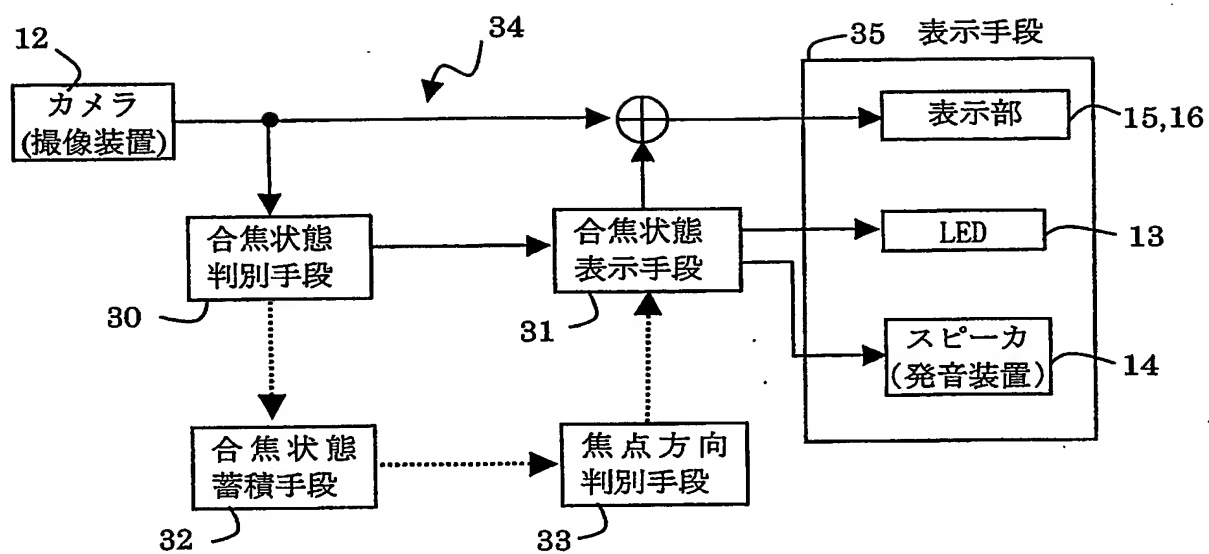 12
34
35 表示手段
カメラ
(撮像装置)
表示部
15,16
合焦状態
判別手段
30
合焦状態
表示手段
31
LED
13
スピーカ
(発音装置)
14
合焦状態
蓄積手段
32
焦点方向
判別手段
33